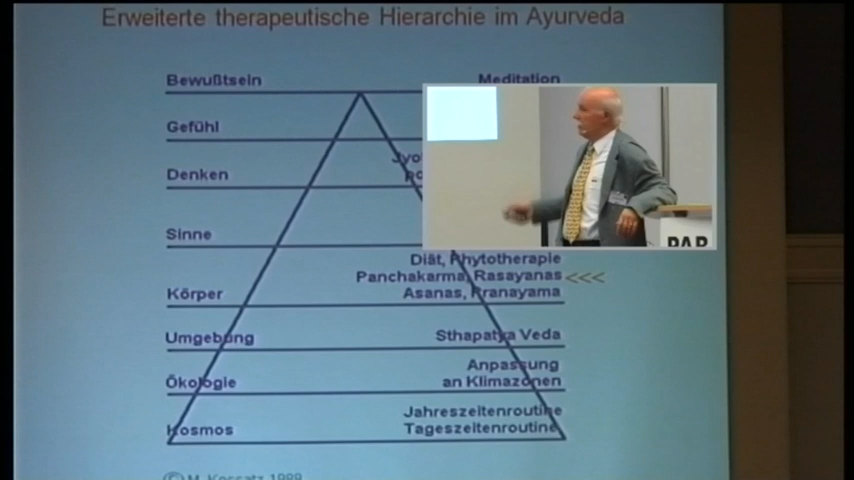 Erweiterte therapeutische Hierarchie im Ayurveda
Bewußtsein Meditation
Gefühl
Denken
Sinne
Diät, Phytotherapie
Panchakarma, Rasayanas <<<
Körper Asanas, Pranayama
Umgebung Sthapatya Veda
Anpassung
Ökologie an Klimazonen
Jahreszeitenroutine
Kosmos Tageszeitenroutine